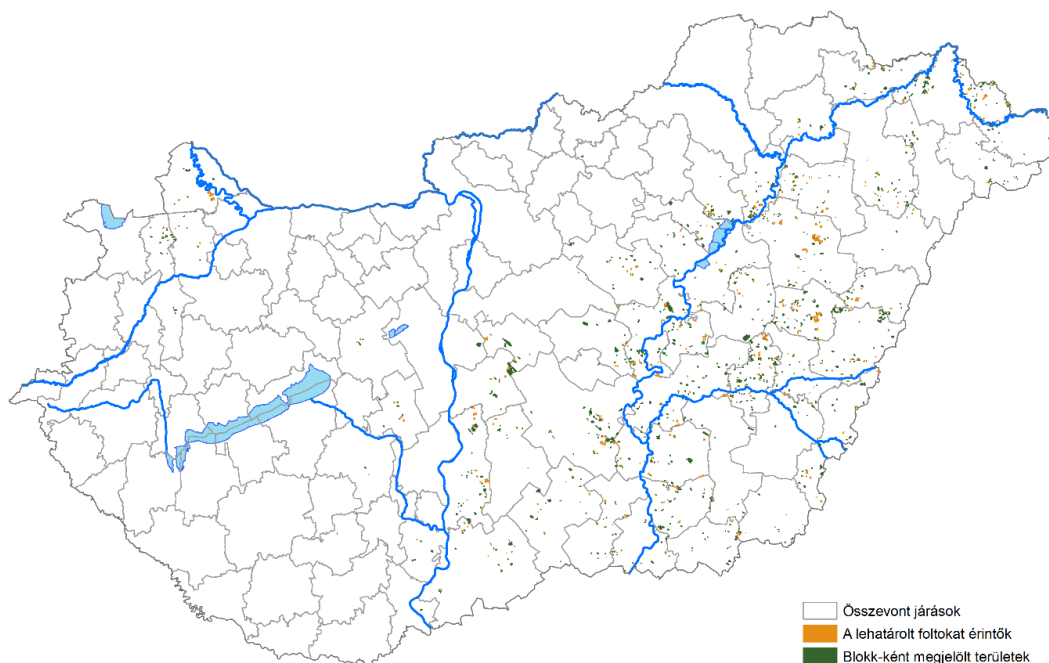 Összevont járások
A lehatárolt foltokat érintők
Blokk-ként megjelölt területek